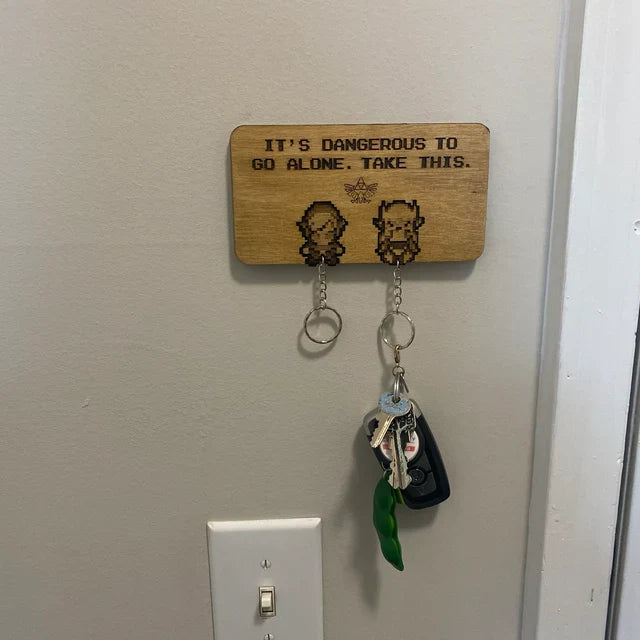 IT'S DANGEROUS TO
GO ALONE. TAKE THIS.